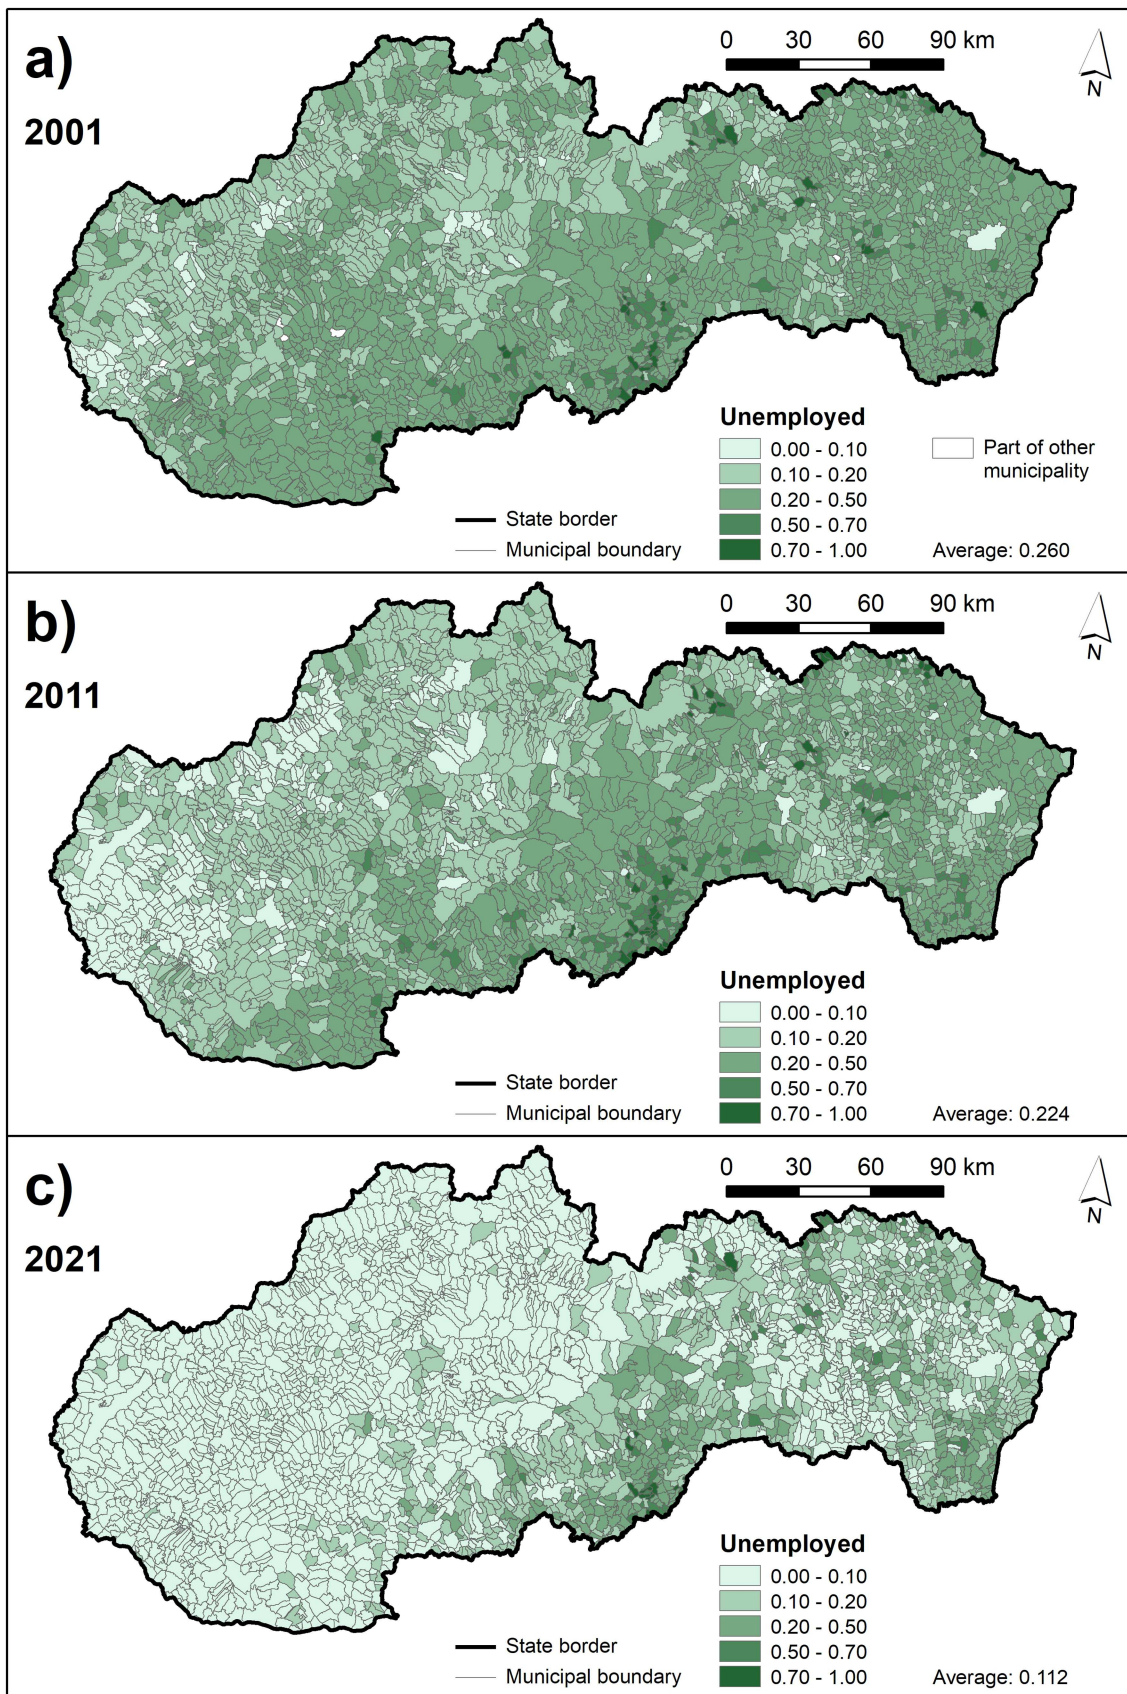 a)
2001
0 30 60 90 km
N
Unemployed
0.00 - 0.10
0.10 - 0.20
0.20 - 0.50
0.50 - 0.70
0.70 - 1.00
Part of other
municipality
State border
Municipal boundary
Average: 0.260
b)
2011
0 30 60 90 km
N
Unemployed
0.00 - 0.10
0.10 - 0.20
0.20 - 0.50
0.50 - 0.70
0.70 - 1.00
State border
Municipal boundary
Average: 0.224
c)
2021
0 30 60 90 km
N
Unemployed
0.00 - 0.10
0.10 - 0.20
0.20 - 0.50
0.50 - 0.70
0.70 - 1.00
State border
Municipal boundary
Average: 0.112